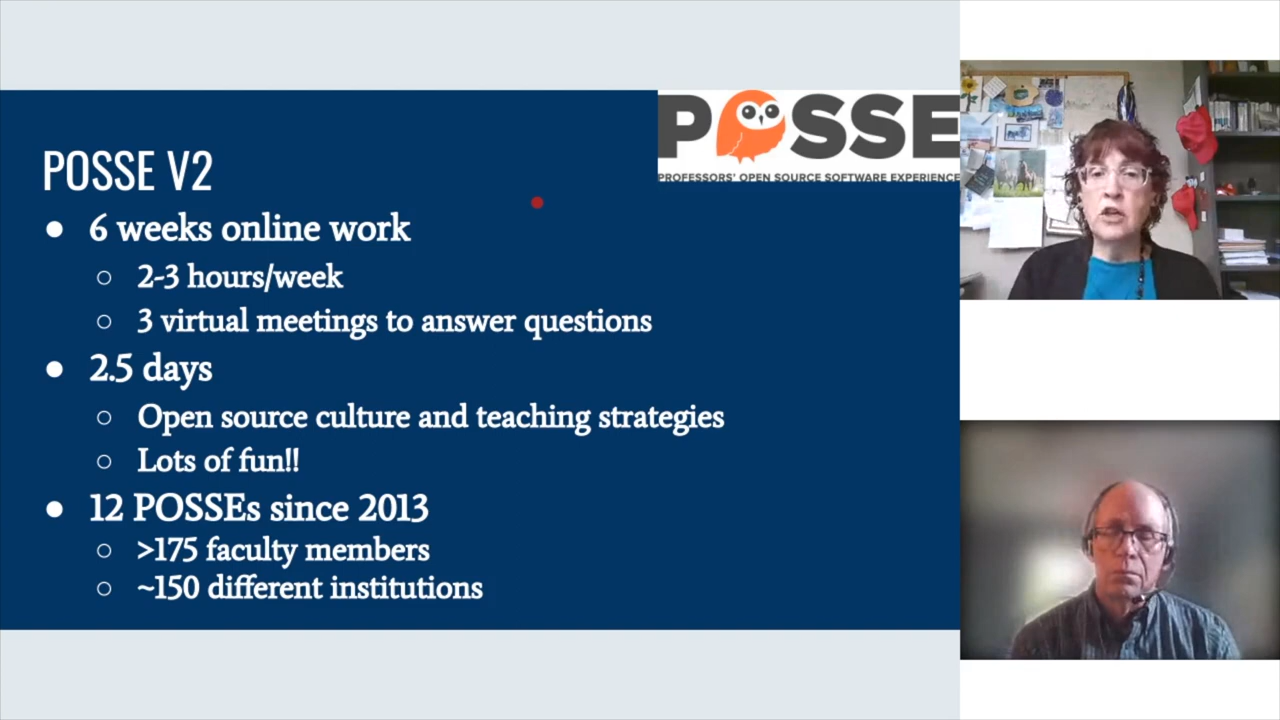 POSSE
PROFESSORS' OPEN SOURCE SOFTWARE EXPERIENCE
POSSE V2
● 6 weeks online work
○ 2-3 hours/week
○ 3 virtual meetings to answer questions
● 2.5 days
○ Open source culture and teaching strategies
○ Lots of fun!!
● 12 POSSEs since 2013
○ >175 faculty members
○ ~150 different institutions